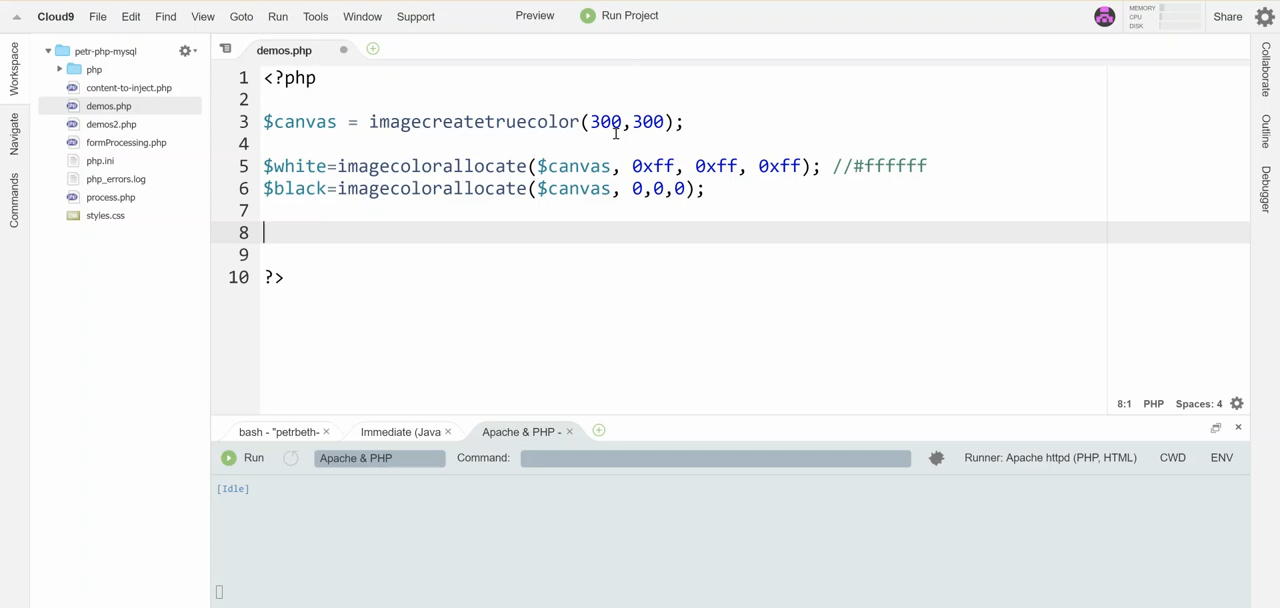 Cloud9 File Edit Find View Goto Run Tools Window Support Preview Run Project MEMORY CPU DISK Share
Workspace
Navigate
Commands
petr-php-mysql
php
content-to-inject.php
demos.php
demos2.php
formProcessing.php
php.ini
php_errors.log
process.php
styles.css
demos.php
1 <?php
2
3 $canvas = imagecreatetruecolor(300,300);
4
5 $white=imagecolorallocate($canvas, 0xff, 0xff, 0xff); //#ffffff
6 $black=imagecolorallocate($canvas, 0,0,0);
7
8
9
10 ?>
8:1 PHP Spaces: 4
Collaborate
Outline
Debugger
bash - "petrbeth- Immediate (Java Apache & PHP -
Run Apache & PHP Command: Runner: Apache httpd (PHP, HTML) CWD ENV
[Idle]